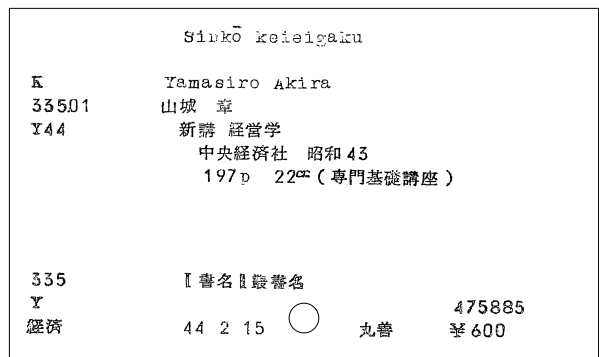 Sinkō keieigaku
K Yamasiro Akira
335.01 山城 章
Y44 新講 経営学
中央経済社 昭和43
197p 22cm (専門基礎講座)
335 【書名】叢書名
Y 475885
経済 44 2 15 丸善 ¥600